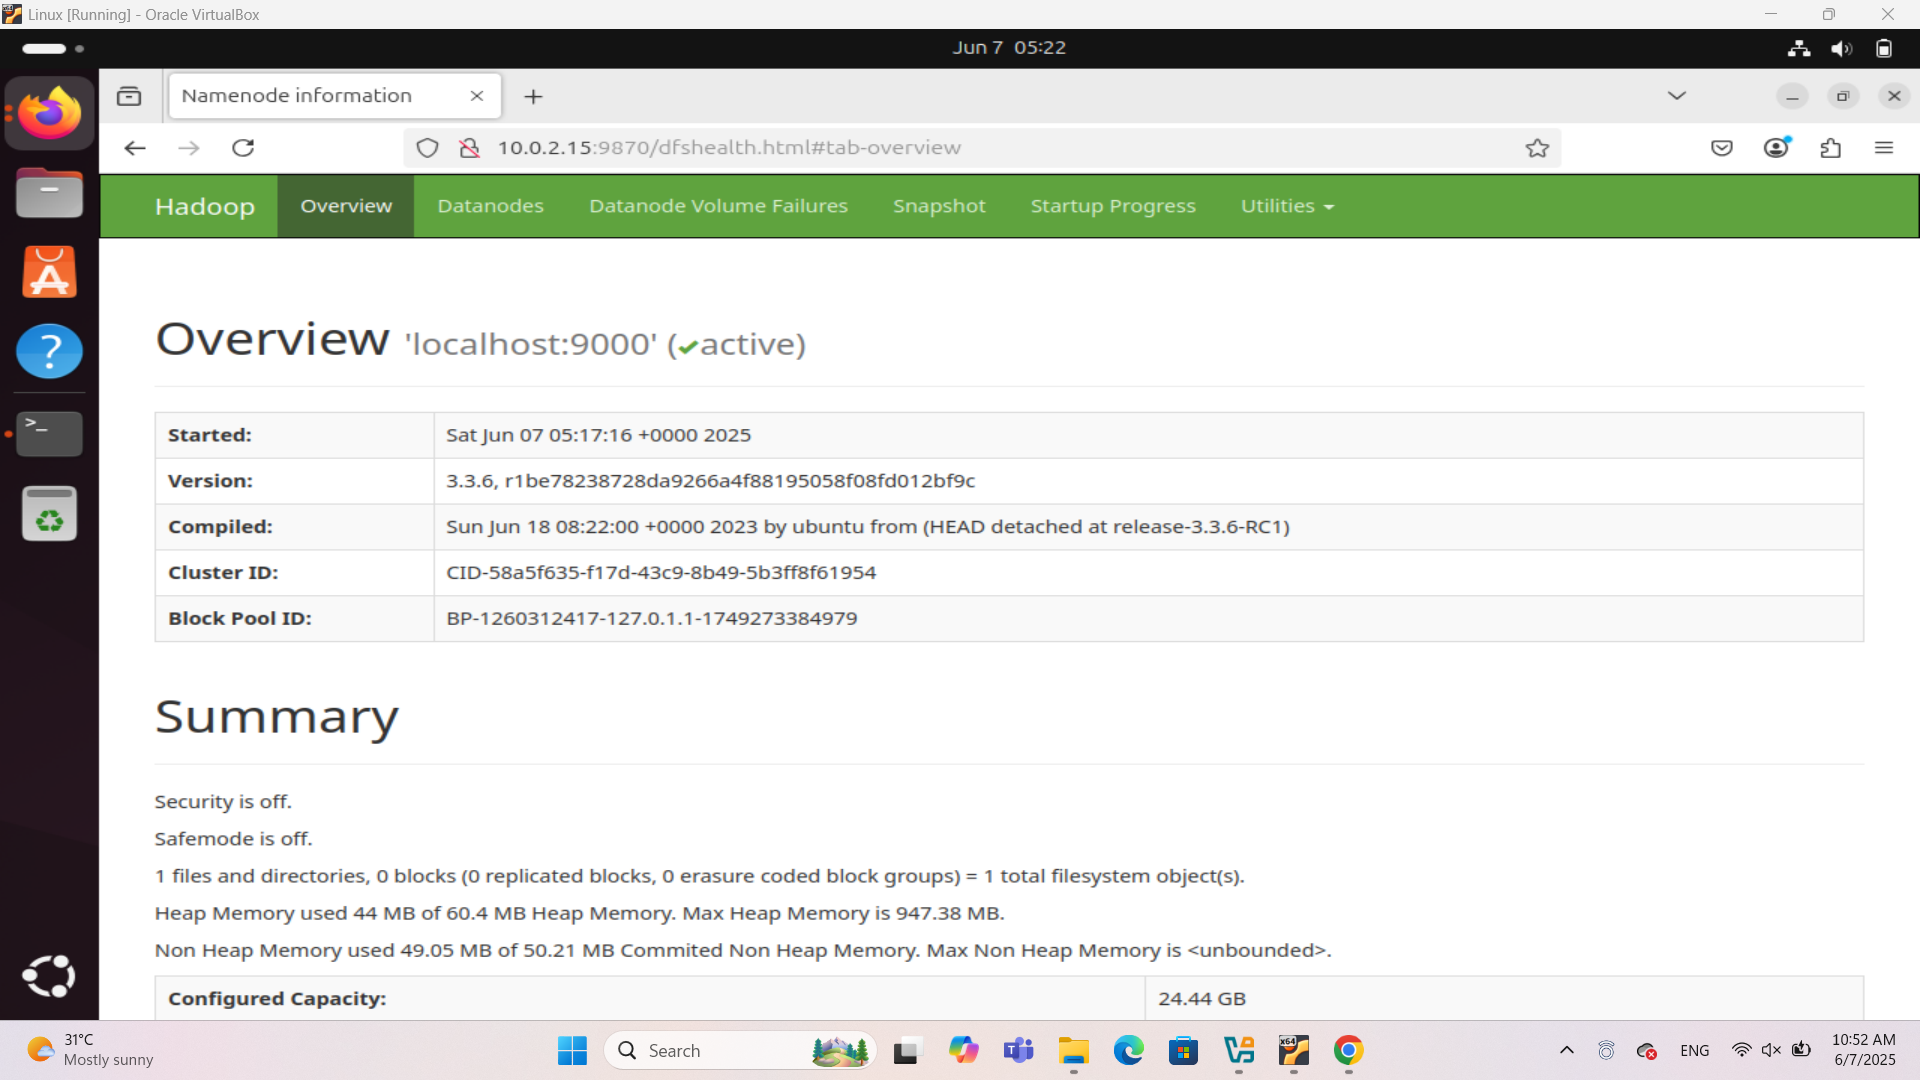 Linux [Running] - Oracle VirtualBox
Jun 7 05:22
Namenode information
10.0.2.15:9870/dfshealth.html#tab-overview
Hadoop Overview Datanodes Datanode Volume Failures Snapshot Startup Progress Utilities
Overview 'localhost:9000' (✔active)
Started: Sat Jun 07 05:17:16 +0000 2025
Version: 3.3.6, r1be78238728da9266a4f88195058f08fd012bf9c
Compiled: Sun Jun 18 08:22:00 +0000 2023 by ubuntu from (HEAD detached at release-3.3.6-RC1)
Cluster ID: CID-58a5f635-f17d-43c9-8b49-5b3ff8f61954
Block Pool ID: BP-1260312417-127.0.1.1-1749273384979
Summary
Security is off.
Safemode is off.
1 files and directories, 0 blocks (0 replicated blocks, 0 erasure coded block groups) = 1 total filesystem object(s).
Heap Memory used 44 MB of 60.4 MB Heap Memory. Max Heap Memory is 947.38 MB.
Non Heap Memory used 49.05 MB of 50.21 MB Commited Non Heap Memory. Max Non Heap Memory is <unbounded>.
Configured Capacity: 24.44 GB
31°C
Mostly sunny
Search
x64
ENG
10:52 AM
6/7/2025